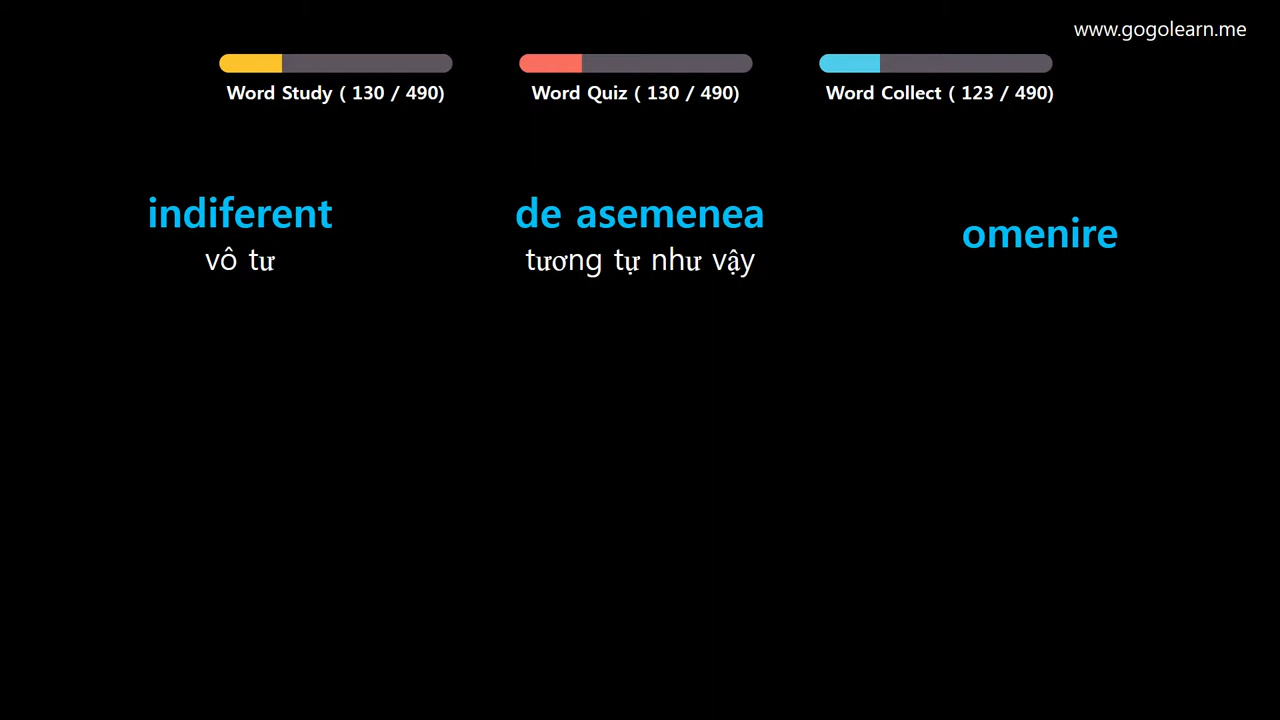 www.gogolearn.me
Word Study ( 130 / 490)
Word Quiz ( 130 / 490)
Word Collect ( 123 / 490)
indiferent
vô tư
de asemenea
tương tự như vậy
omenire